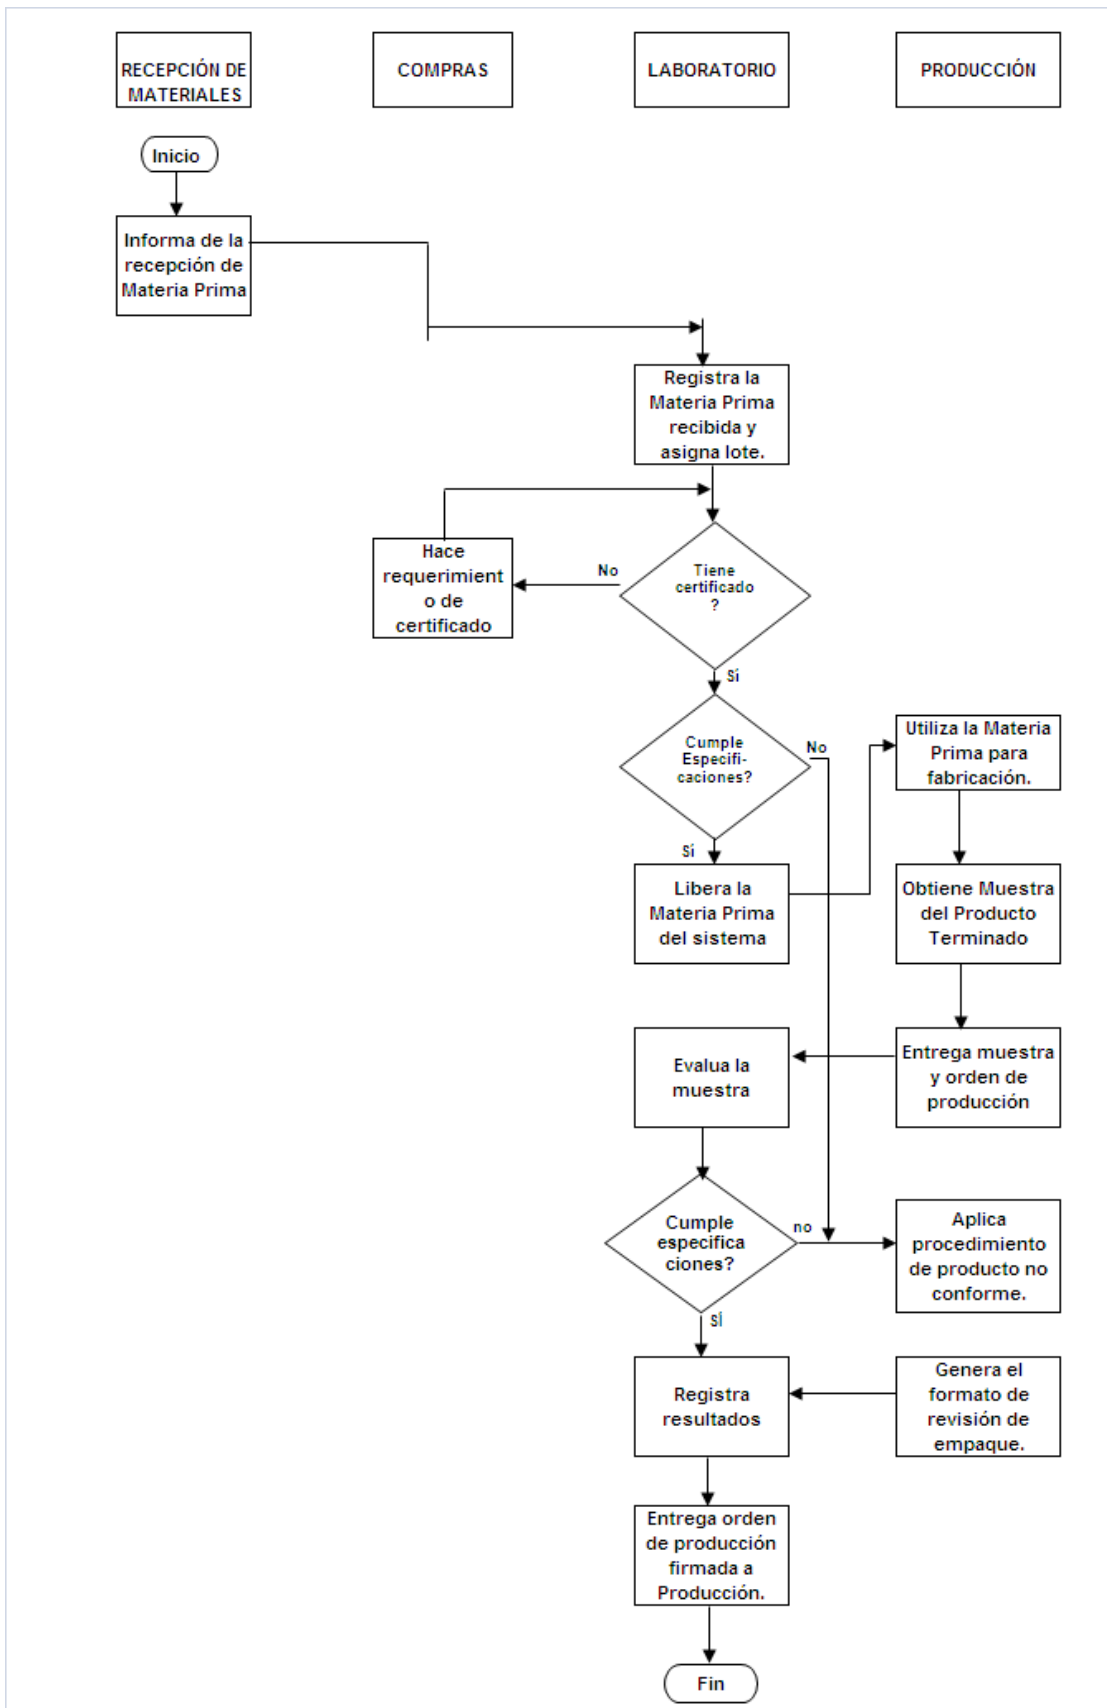 RECEPCIÓN DE
MATERIALES
COMPRAS
LABORATORIO
PRODUCCIÓN
Inicio
Informa de la
recepción de
Materia Prima
Registra la
Materia Prima
recibida y
asigna lote.
Hace
requerimient
o de
certificado
No
Tiene
certificado
?
Sí
Cumple
Especifi-
caciones?
No
Utiliza la Materia
Prima para
fabricación.
Sí
Libera la
Materia Prima
del sistema
Obtiene Muestra
del Producto
Terminado
Evalua la
muestra
Entrega muestra
y orden de
producción
Cumple
especifica
ciones?
no
Aplica
procedimiento
de producto no
conforme.
SÍ
Registra
resultados
Genera el
formato de
revisión de
empaque.
Entrega orden
de producción
firmada a
Producción.
Fin